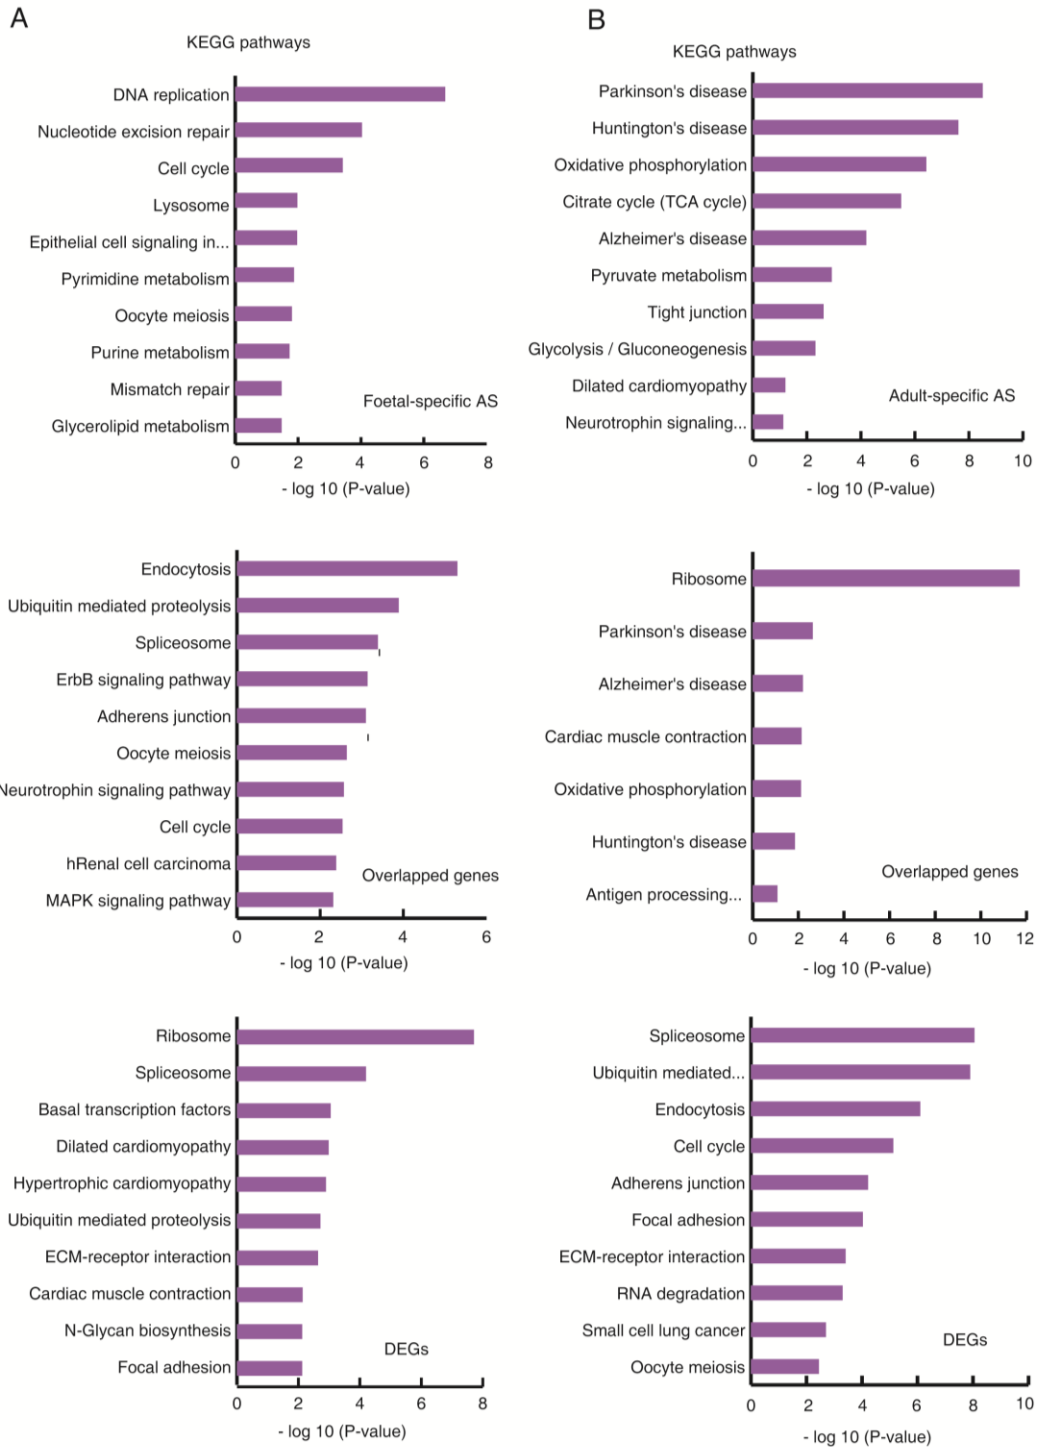 A
KEGG pathways
DNA replication
Nucleotide excision repair
Cell cycle
Lysosome
Epithelial cell signaling in...
Pyrimidine metabolism
Oocyte meiosis
Purine metabolism
Mismatch repair
Glycerolipid metabolism
Foetal-specific AS
0 2 4 6 8
- log 10 (P-value)
Endocytosis
Ubiquitin mediated proteolysis
Spliceosome
ErbB signaling pathway
Adherens junction
Oocyte meiosis
Neurotrophin signaling pathway
Cell cycle
hRenal cell carcinoma
MAPK signaling pathway
Overlapped genes
0 2 4 6
- log 10 (P-value)
Ribosome
Spliceosome
Basal transcription factors
Dilated cardiomyopathy
Hypertrophic cardiomyopathy
Ubiquitin mediated proteolysis
ECM-receptor interaction
Cardiac muscle contraction
N-Glycan biosynthesis
Focal adhesion
DEGs
0 2 4 6 8
- log 10 (P-value)
B
KEGG pathways
Parkinson's disease
Huntington's disease
Oxidative phosphorylation
Citrate cycle (TCA cycle)
Alzheimer's disease
Pyruvate metabolism
Tight junction
Glycolysis / Gluconeogenesis
Dilated cardiomyopathy
Neurotrophin signaling...
Adult-specific AS
0 2 4 6 8 10
- log 10 (P-value)
Ribosome
Parkinson's disease
Alzheimer's disease
Cardiac muscle contraction
Oxidative phosphorylation
Huntington's disease
Antigen processing...
Overlapped genes
0 2 4 6 8 10 12
- log 10 (P-value)
Spliceosome
Ubiquitin mediated...
Endocytosis
Cell cycle
Adherens junction
Focal adhesion
ECM-receptor interaction
RNA degradation
Small cell lung cancer
Oocyte meiosis
DEGs
0 2 4 6 8 10
- log 10 (P-value)